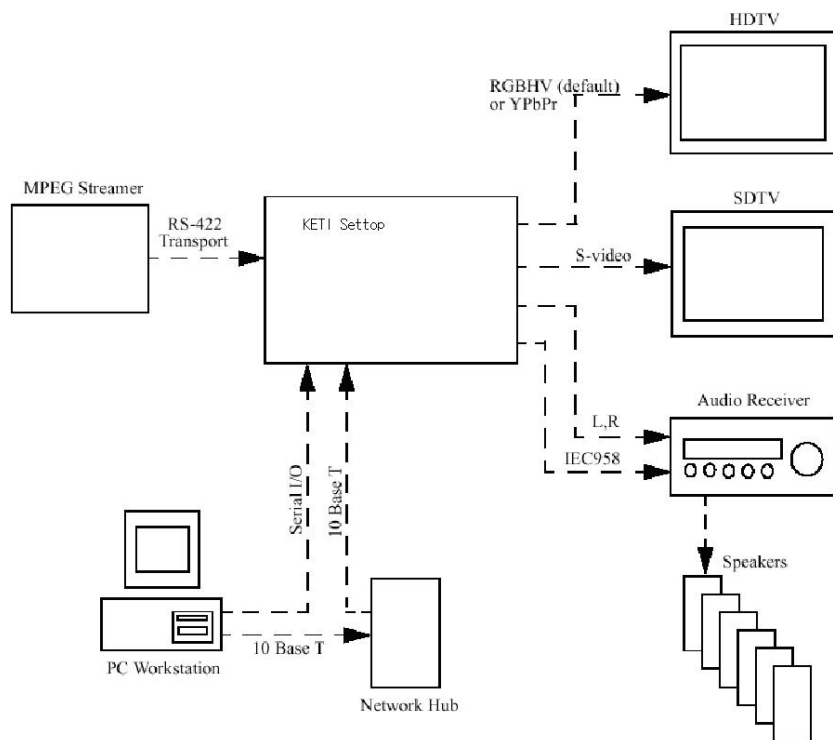 HDTV
RGBHV (default)
or YPbPr
MPEG Streamer
RS-422
Transport
KETI Settop
SDTV
S-video
Audio Receiver
L,R
IEC958
Serial I/O
10 Base T
Speakers
PC Workstation
10 Base T
Network Hub